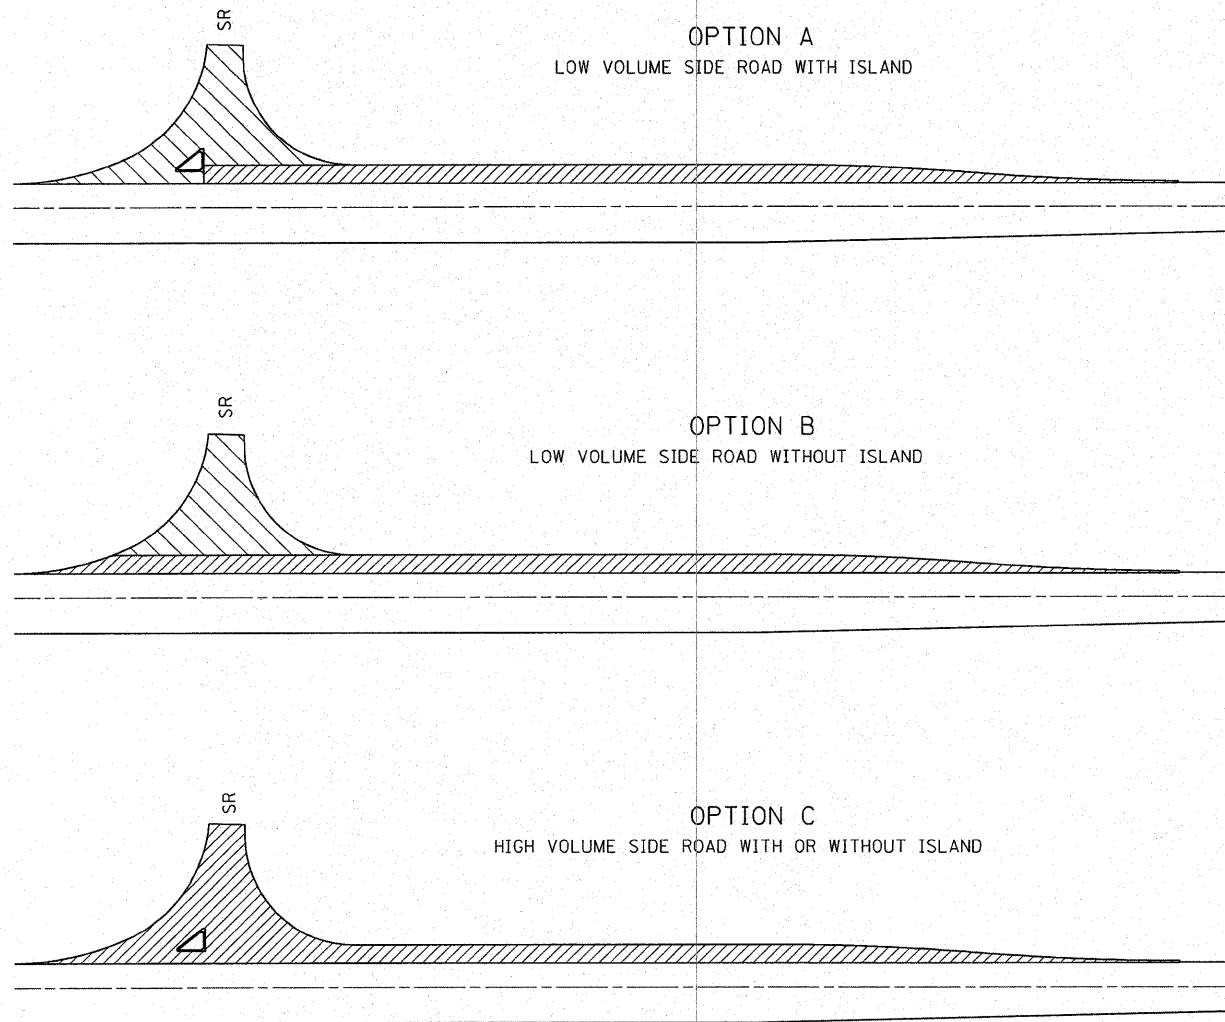 SR
OPTION A
LOW VOLUME SIDE ROAD WITH ISLAND
SR
OPTION B
LOW VOLUME SIDE ROAD WITHOUT ISLAND
SR
OPTION C
HIGH VOLUME SIDE ROAD WITH OR WITHOUT ISLAND